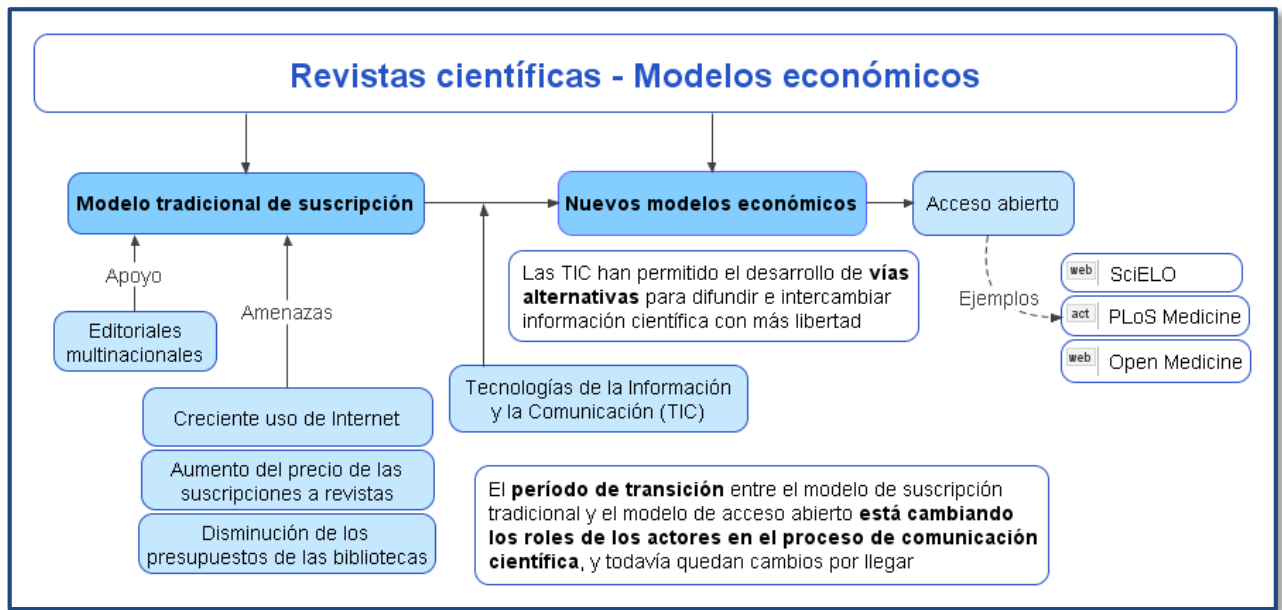 Revistas científicas - Modelos económicos
Modelo tradicional de suscripción
Nuevos modelos económicos
Acceso abierto
Apoyo
Amenazas
Editoriales
multinacionales
Creciente uso de Internet
Aumento del precio de las
suscripciones a revistas
Disminución de los
presupuestos de las bibliotecas
Las TIC han permitido el desarrollo de vías
alternativas para difundir e intercambiar
información científica con más libertad
Tecnologías de la Información
y la Comunicación (TIC)
Ejemplos
web SciELO
act PLoS Medicine
web Open Medicine
El período de transición entre el modelo de suscripción
tradicional y el modelo de acceso abierto está cambiando
los roles de los actores en el proceso de comunicación
científica, y todavía quedan cambios por llegar